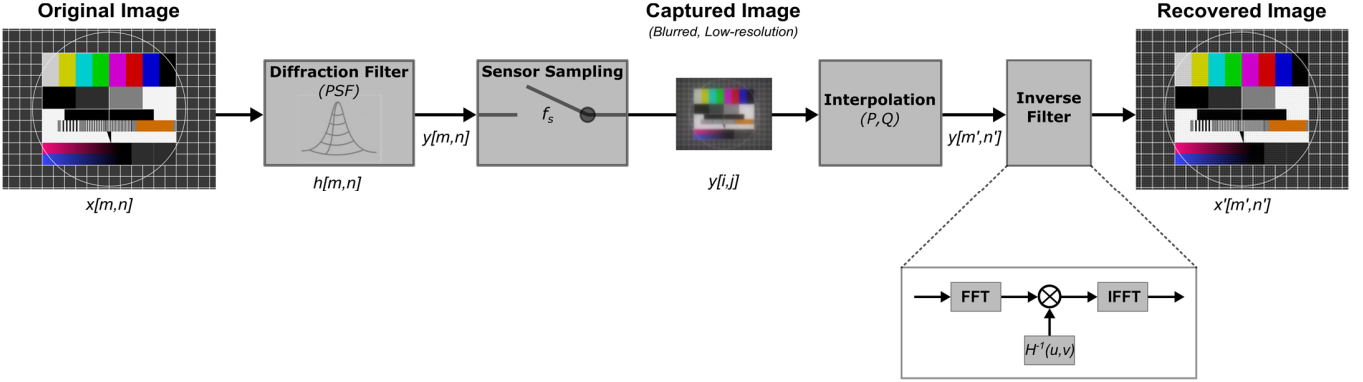 Original Image
x[m,n]
Diffraction Filter
(PSF)
h[m,n]
y[m,n]
Sensor Sampling
fs
Captured Image
(Blurred, Low-resolution)
y[i,j]
Interpolation
(P,Q)
y[m',n']
Inverse
Filter
Recovered Image
x'[m',n']
FFT
IFFT
H⁻¹(u,v)